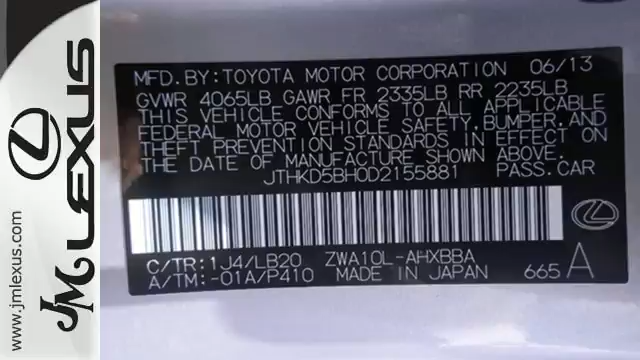 www.jmlexus.com
JM LEXUS
MFD.BY:TOYOTA MOTOR CORPORATION 06/13
GVWR 4065LB GAWR FR 2335LB RR 2235LB
THIS VEHICLE CONFORMS TO ALL APPLICABLE
FEDERAL MOTOR VEHICLE SAFETY,BUMPER,AND
THEFT PREVENTION STANDARDS IN EFFECT ON
THE DATE OF MANUFACTURE SHOWN ABOVE.
JTHKD5BH0D2155881 PASS.CAR
C/TR:1J4/LB20 ZWA10L-AHXBBA
A/TM:-01A/P410 MADE IN JAPAN 665 A